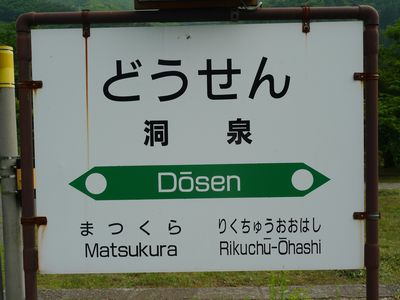 どうせん
洞泉
Dōsen
まつくら りくちゅうおおはし
Matsukura Rikuchū-Ōhashi